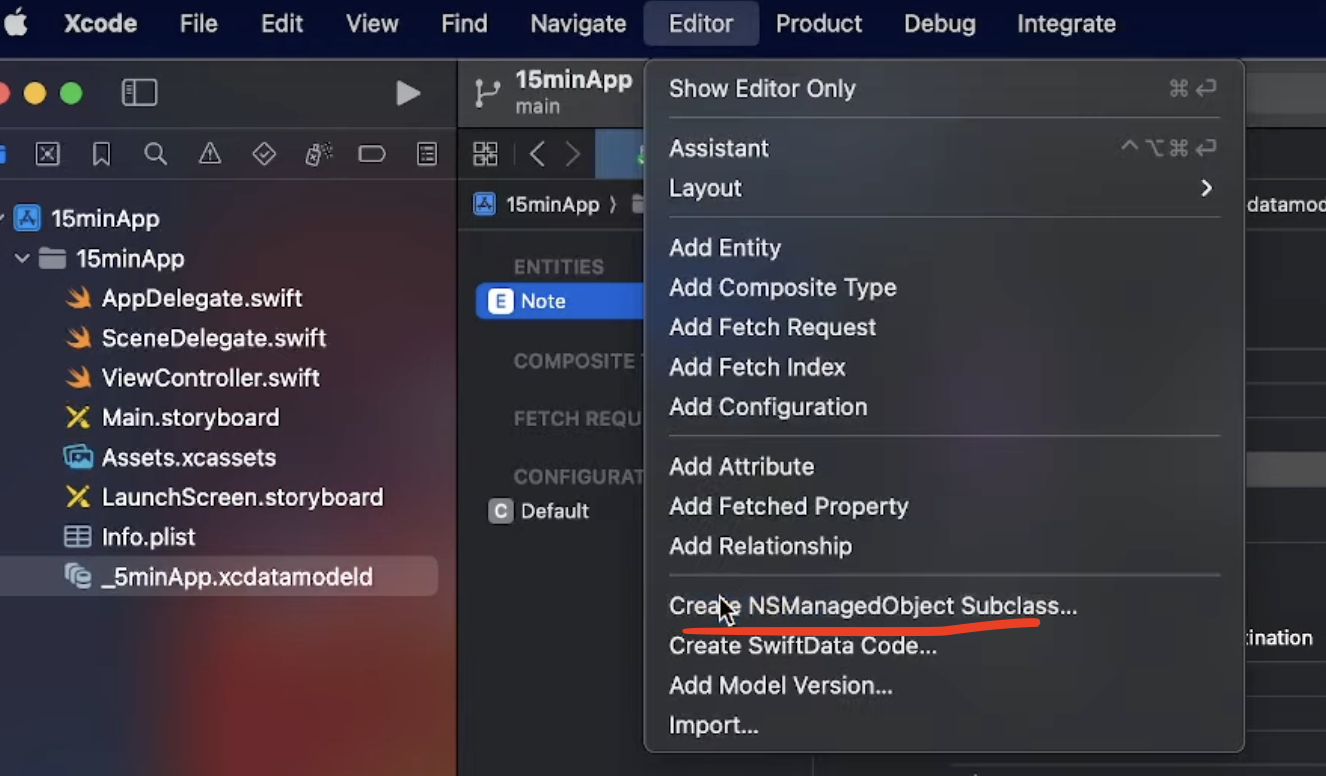 Xcode File Edit View Find Navigate Editor Product Debug Integrate
15minApp
main
15minApp
15minApp
AppDelegate.swift
SceneDelegate.swift
ViewController.swift
Main.storyboard
Assets.xcassets
LaunchScreen.storyboard
Info.plist
_5minApp.xcdatamodeld
15minApp
ENTITIES
E Note
COMPOSITE
FETCH REQU
CONFIGURAT
C Default
Show Editor Only ⌘ ↩
Assistant ^⌥⌘ ↩
Layout
Add Entity
Add Composite Type
Add Fetch Request
Add Fetch Index
Add Configuration
Add Attribute
Add Fetched Property
Add Relationship
Create NSManagedObject Subclass...
Create SwiftData Code...
Add Model Version...
Import...
datamod
tination